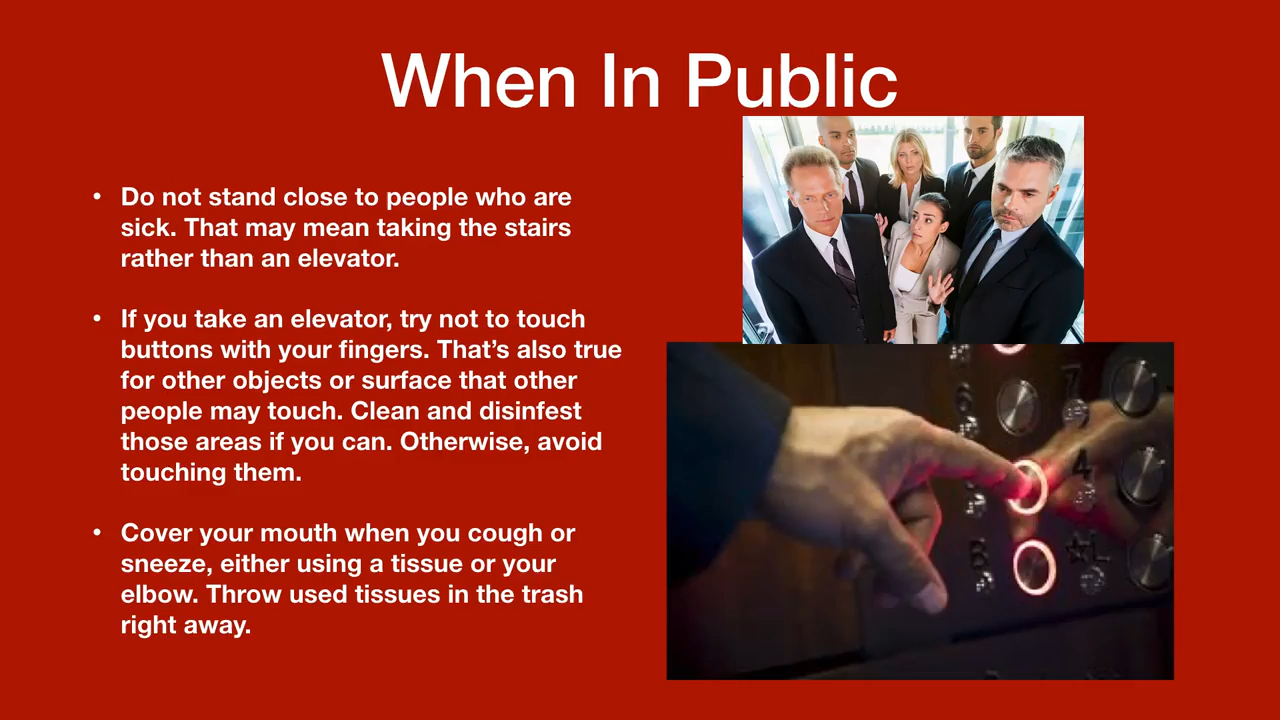 When In Public
• Do not stand close to people who are
sick. That may mean taking the stairs
rather than an elevator.
• If you take an elevator, try not to touch
buttons with your fingers. That’s also true
for other objects or surface that other
people may touch. Clean and disinfest
those areas if you can. Otherwise, avoid
touching them.
• Cover your mouth when you cough or
sneeze, either using a tissue or your
elbow. Throw used tissues in the trash
right away.
6
7
4
B
★L